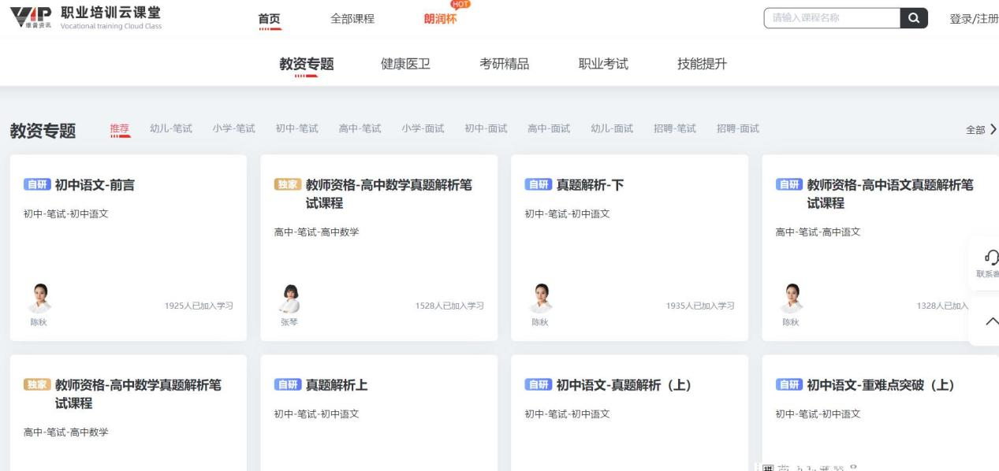 VIP 职业培训云课堂
维普资讯 Vocational training Cloud Class
首页 全部课程 朗润杯 HOT 请输入课程名称 登录/注册
教资专题 健康医卫 考研精品 职业考试 技能提升
教资专题 推荐 幼儿-笔试 小学-笔试 初中-笔试 高中-笔试 小学-面试 初中-面试 高中-面试 幼儿-面试 招聘-笔试 招聘-面试 全部
自研 初中语文-前言
初中-笔试-初中语文
陈秋
1925人已加入学习
独家 教师资格-高中数学真题解析笔
试课程
高中-笔试-高中数学
张琴
1528人已加入学习
自研 真题解析-下
初中-笔试-初中语文
陈秋
1935人已加入学习
自研 教师资格-高中语文真题解析笔
试课程
高中-笔试-高中语文
陈秋
1328人已加入
联系客
独家 教师资格-高中数学真题解析笔
试课程
高中-笔试-高中数学
自研 真题解析上
初中-笔试-初中语文
自研 初中语文-真题解析（上）
初中-笔试-初中语文
自研 初中语文-重难点突破（上）
初中-笔试-初中语文